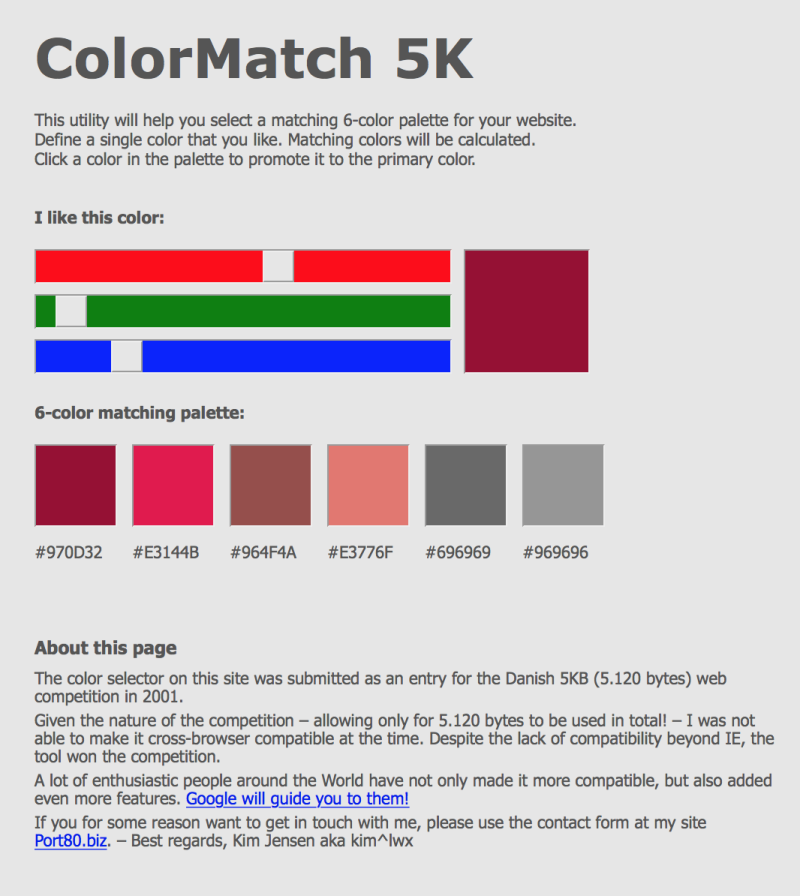 ColorMatch 5K
This utility will help you select a matching 6-color palette for your website.
Define a single color that you like. Matching colors will be calculated.
Click a color in the palette to promote it to the primary color.
I like this color:
6-color matching palette:
#970D32 #E3144B #964F4A #E3776F #696969 #969696
About this page
The color selector on this site was submitted as an entry for the Danish 5KB (5.120 bytes) web
competition in 2001.
Given the nature of the competition – allowing only for 5.120 bytes to be used in total! – I was not
able to make it cross-browser compatible at the time. Despite the lack of compatibility beyond IE, the
tool won the competition.
A lot of enthusiastic people around the World have not only made it more compatible, but also added
even more features. Google will guide you to them!
If you for some reason want to get in touch with me, please use the contact form at my site
Port80.biz. – Best regards, Kim Jensen aka kim^lwx